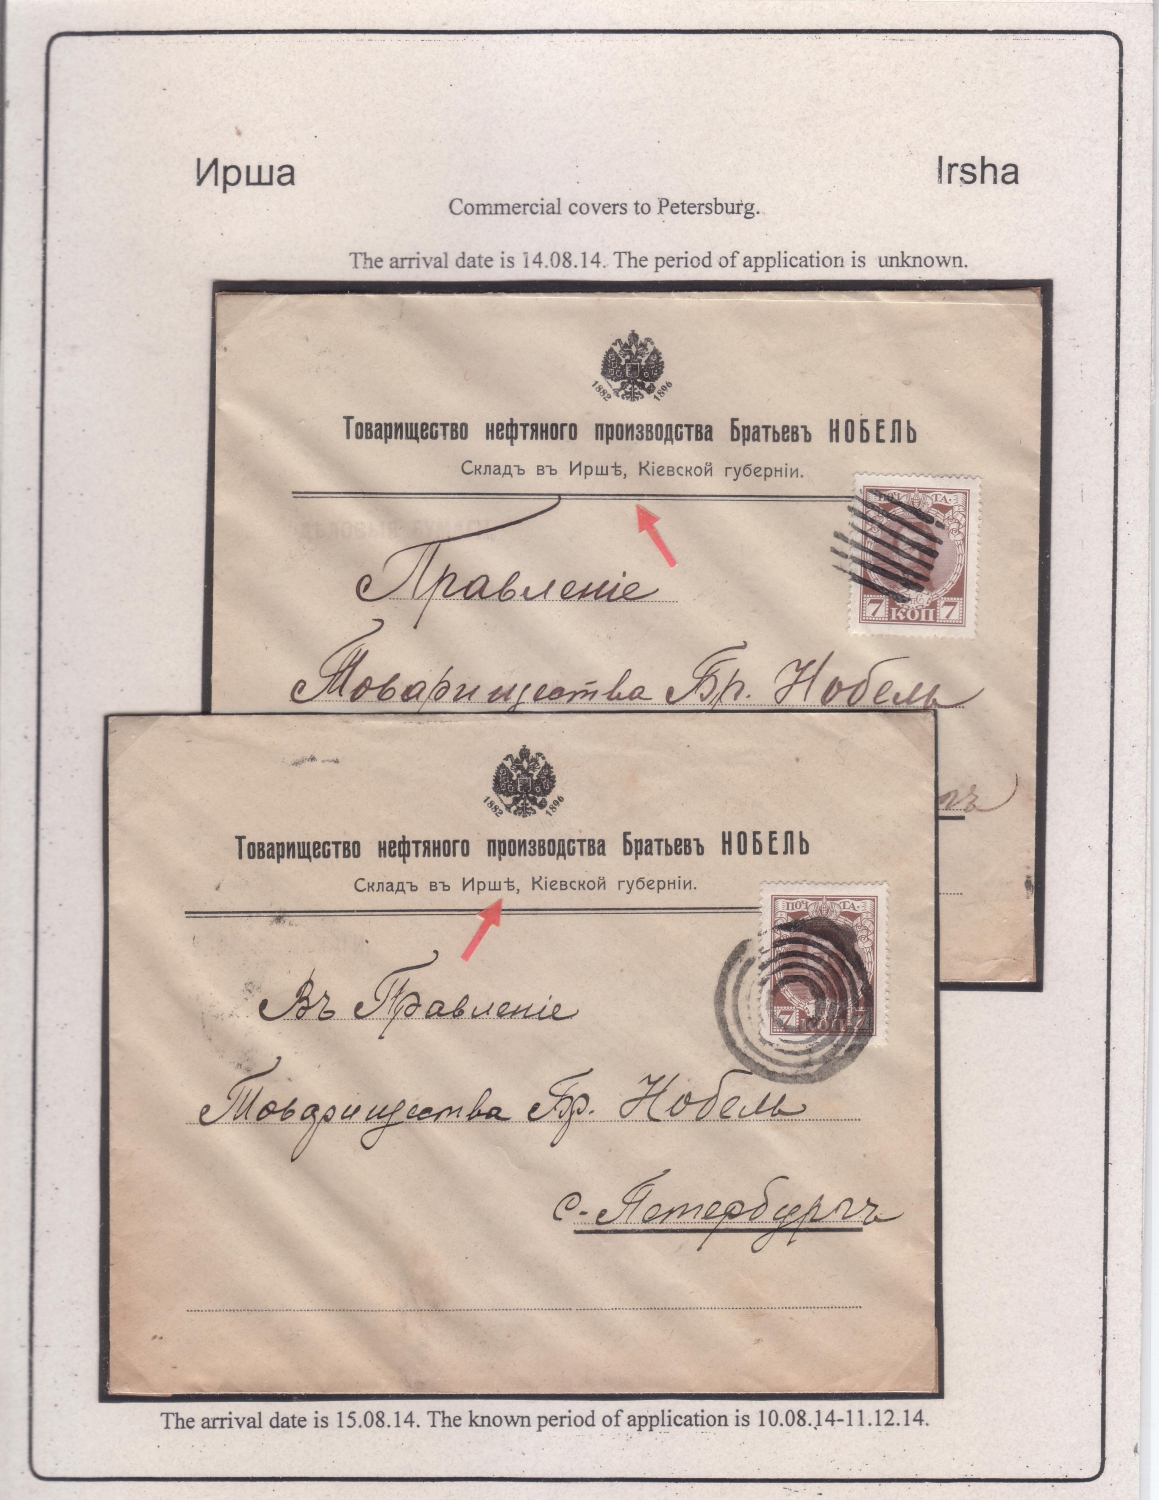 Ирша
Irsha
Commercial covers to Petersburg.
The arrival date is 14.08.14. The period of application is unknown.
1882 1896
Товарищество нефтяного производства Братьевъ НОБЕЛЬ
Складъ въ Иршѣ, Кіевской губерніи.
ПОЧТА.
7 КОП 7
Правленіе
Товарищества Бр. Нобель
ргъ
1882 1896
Товарищество нефтяного производства Братьевъ НОБЕЛЬ
Складъ въ Иршѣ, Кіевской губерніи.
ПОЧТА.
7 КОП 7
Въ Правленіе
Товарищества Бр. Нобель
С.-Петербургъ
The arrival date is 15.08.14. The known period of application is 10.08.14-11.12.14.